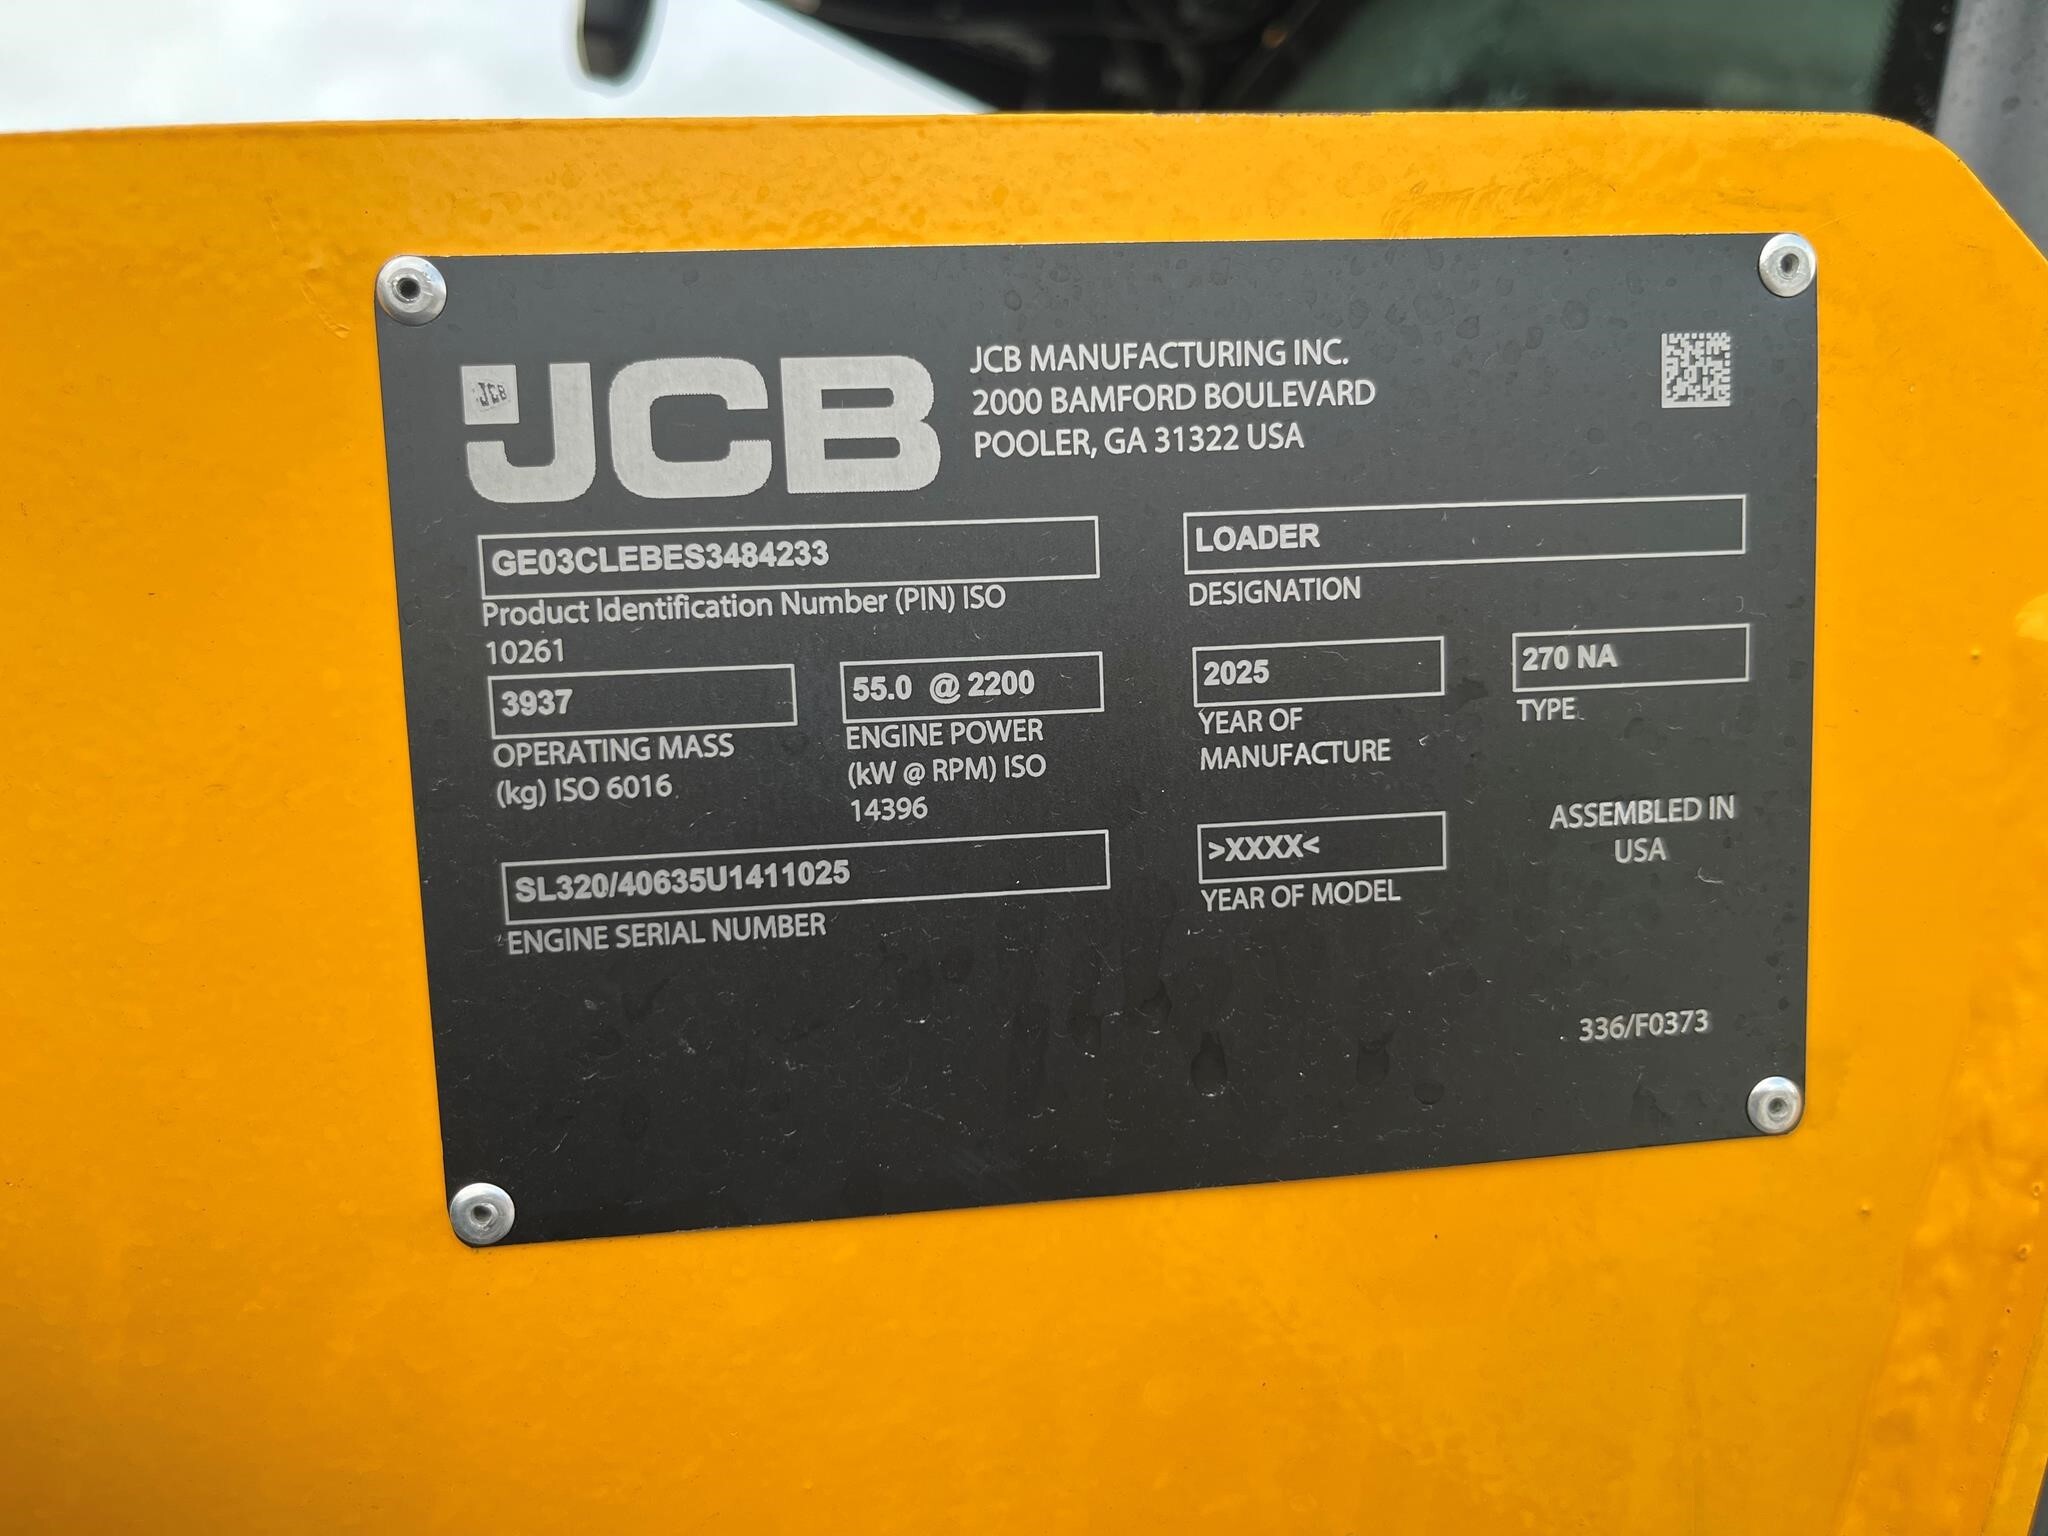 JCB
JCB
JCB MANUFACTURING INC.
2000 BAMFORD BOULEVARD
POOLER, GA 31322 USA
GE03CLEBES3484233
Product Identification Number (PIN) ISO
10261
LOADER
DESIGNATION
3937
OPERATING MASS
(kg) ISO 6016
55.0 @ 2200
ENGINE POWER
(kW @ RPM) ISO
14396
2025
YEAR OF
MANUFACTURE
270 NA
TYPE
SL320/40635U1411025
ENGINE SERIAL NUMBER
>XXXX<
YEAR OF MODEL
ASSEMBLED IN
USA
336/F0373